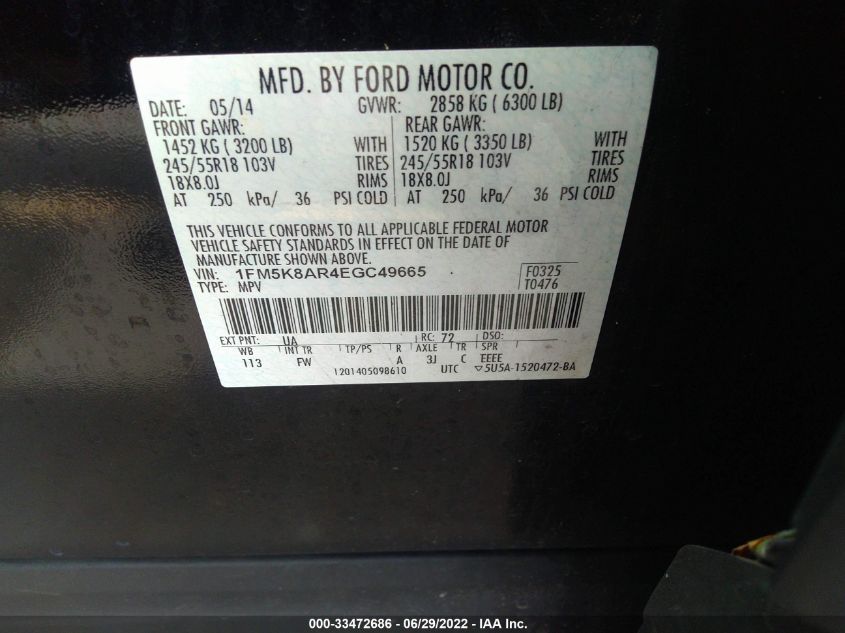 MFD. BY FORD MOTOR CO.
DATE: 05/14 GVWR: 2858 KG ( 6300 LB)
FRONT GAWR: REAR GAWR:
1452 KG ( 3200 LB) WITH 1520 KG ( 3350 LB) WITH
245/55R18 103V TIRES 245/55R18 103V TIRES
18X8.0J RIMS 18X8.0J RIMS
AT 250 kPa/ 36 PSI COLD AT 250 kPa/ 36 PSI COLD
THIS VEHICLE CONFORMS TO ALL APPLICABLE FEDERAL MOTOR
VEHICLE SAFETY STANDARDS IN EFFECT ON THE DATE OF
MANUFACTURE SHOWN ABOVE.
VIN: 1FM5K8AR4EGC49665 F0325
TYPE: MPV T0476
EXT PNT: UA RC: 72 DSO:
WB INT TR TP/PS R AXLE TR SPR
113 FW A 3J C EEEE
1201405098610 UTC ▽5U5A-1520472-BA
000-33472686 - 06/29/2022 - IAA Inc.